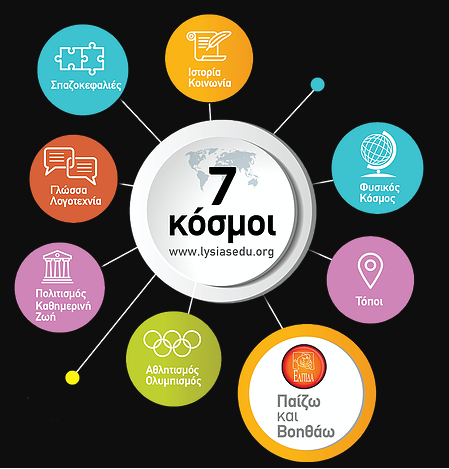 Σπαζοκεφαλιές
Ιστορία
Κοινωνία
Γλώσσα
Λογοτεχνία
7
κόσμοι
www.lysiasedu.org
Φυσικός
Κόσμος
Πολιτισμός
Καθημερινή
Ζωή
Τόποι
Αθλητισμός
Ολυμπισμός
ΕΛΠΙΔΑ
Παίζω
και
Βοηθάω